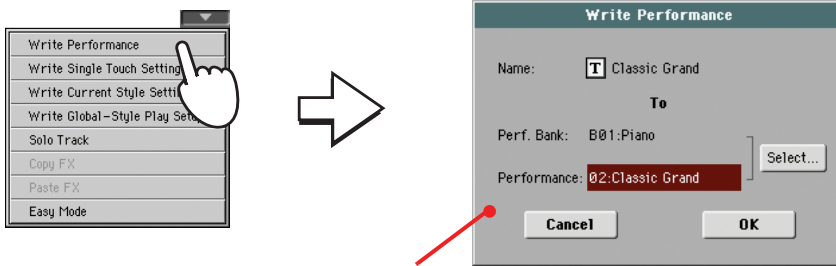 Write Performance
Write Single Touch Setting
Write Current Style Setti
Write Global-Style Play Setu
Solo Track
Copy FX
Paste FX
Easy Mode
Write Performance
Name: T Classic Grand
To
Perf. Bank: B01:Piano
Select...
Performance: 02:Classic Grand
Cancel OK